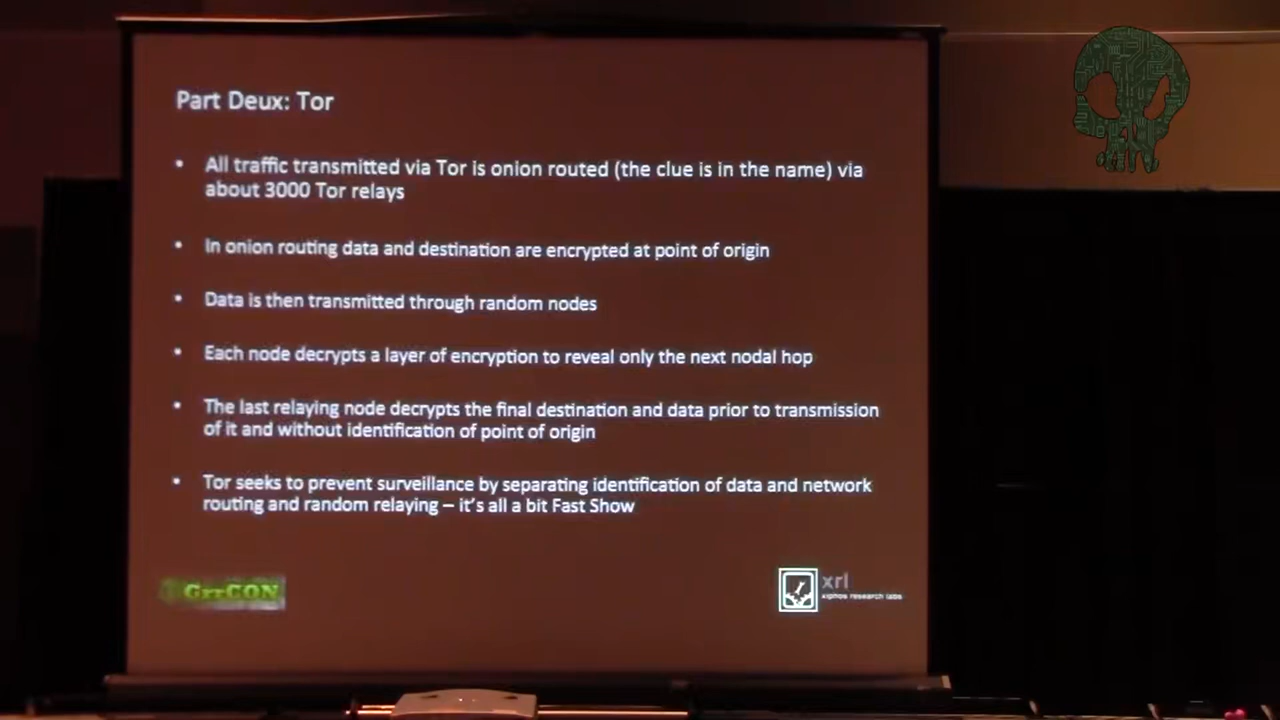 Part Deux: Tor
• All traffic transmitted via Tor is onion routed (the clue is in the name) via
about 3000 Tor relays
• In onion routing data and destination are encrypted at point of origin
• Data is then transmitted through random nodes
• Each node decrypts a layer of encryption to reveal only the next nodal hop
• The last relaying node decrypts the final destination and data prior to transmission
of it and without identification of point of origin
• Tor seeks to prevent surveillance by separating identification of data and network
routing and random relaying – it's all a bit Fast Show
GrrCON
xrl
xiphos research labs